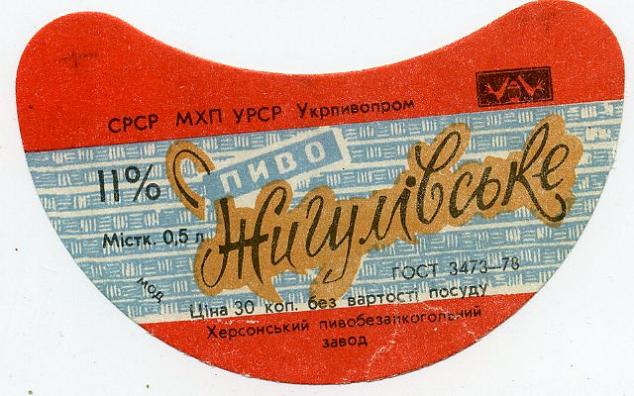 СРСР МХП УРСР Укрпивопром
11% ПИВО
Жигулівське
Містк. 0,5 л
ГОСТ 3473—78
Ціна 30 коп. без вартості посуду
Херсонський пивобезалкогольний
завод